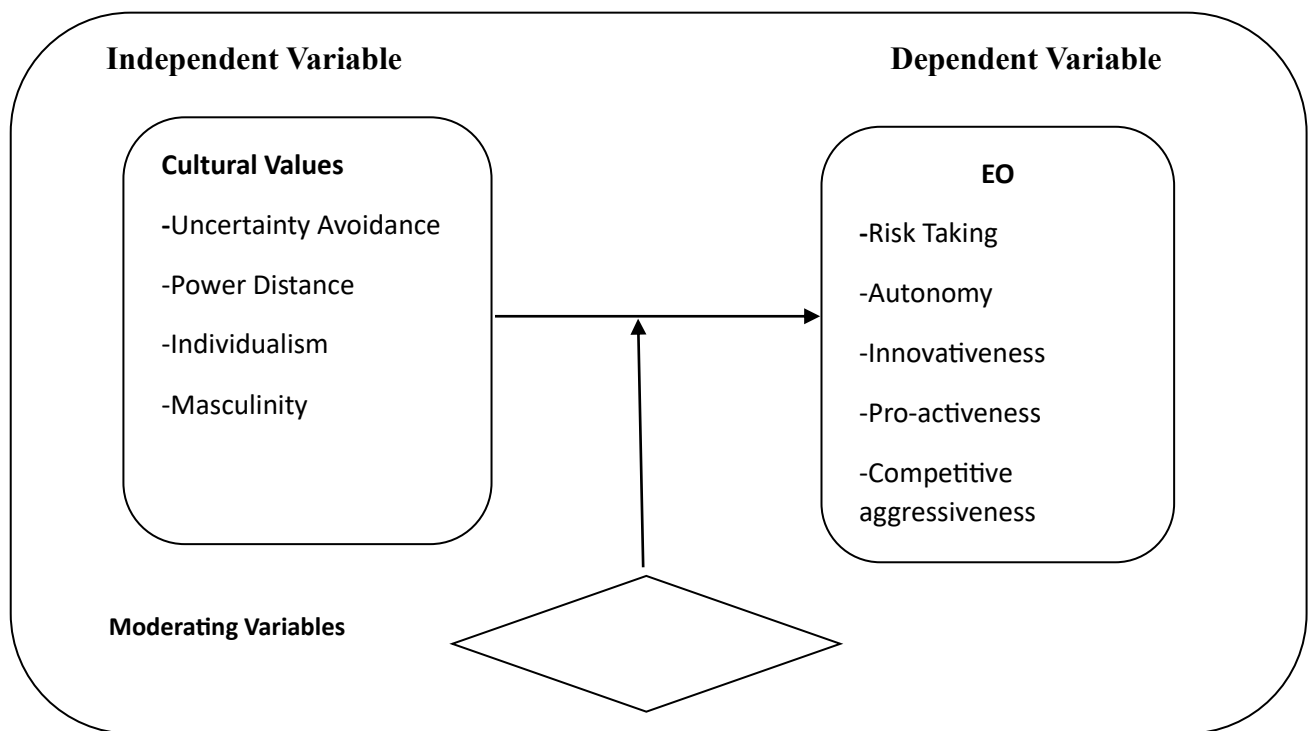 Independent Variable
Dependent Variable
Cultural Values
-Uncertainty Avoidance
-Power Distance
-Individualism
-Masculinity
EO
-Risk Taking
-Autonomy
-Innovativeness
-Pro-activeness
-Competitive
aggressiveness
Moderating Variables